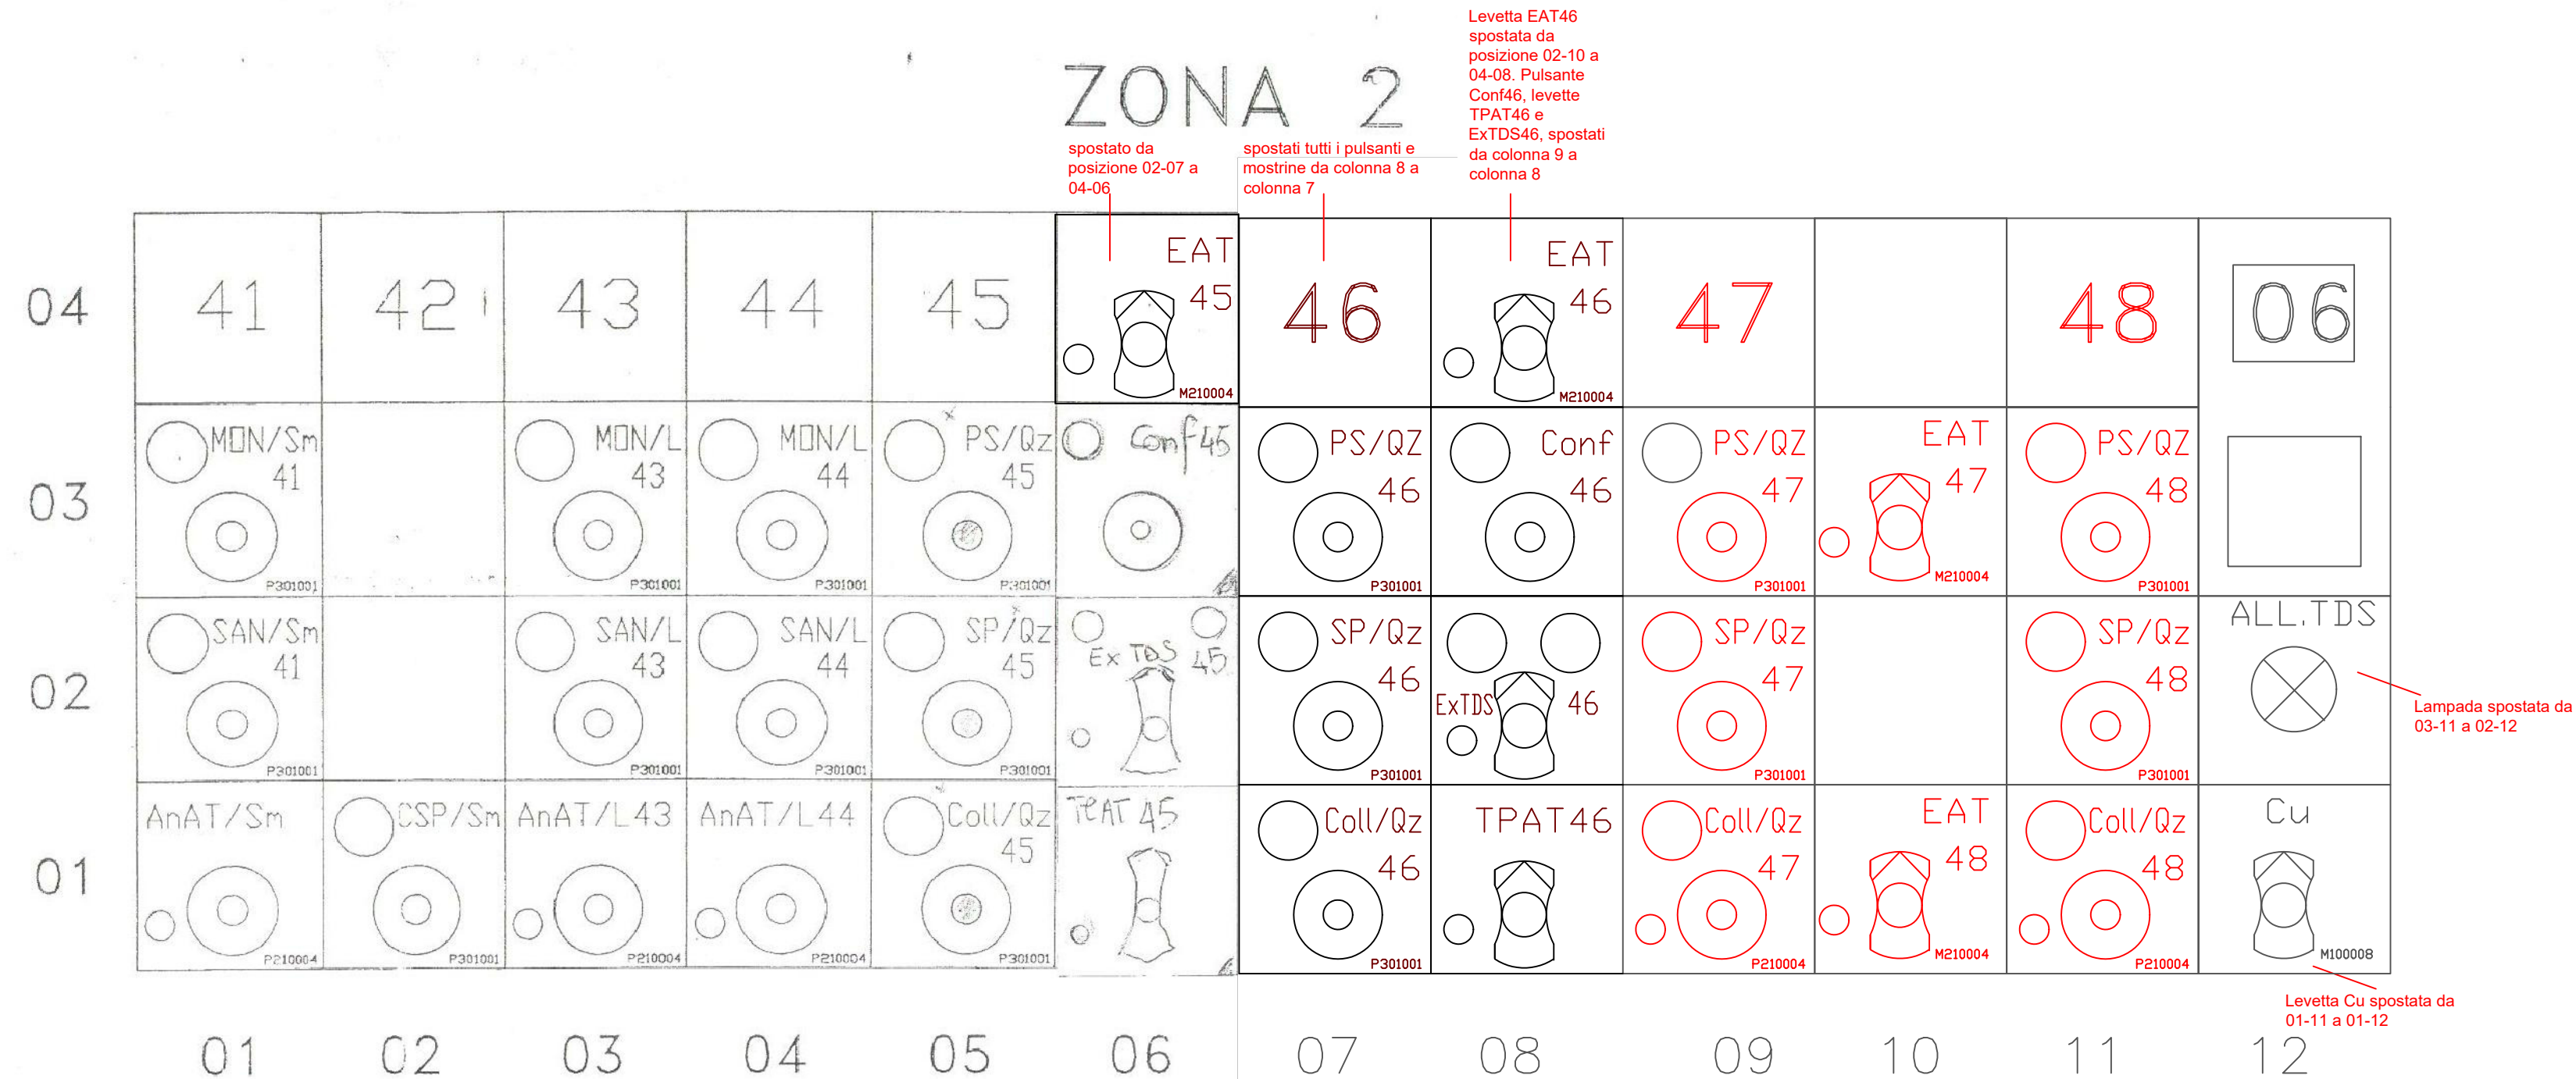 Levetta EAT46
spostata da
posizione 02-10 a
04-08. Pulsante
Conf46, levette
TPAT46 e
ExTDS46, spostati
da colonna 9 a
colonna 8
ZONA 2
spostato da
posizione 02-07 a
04-06
spostati tutti i pulsanti e
mostrine da colonna 8 a
colonna 7
04
41
42
43
44
45
EAT
45
M210004
46
EAT
46
M210004
47
48
06
03
MON/Sm
41
P301001
MON/L
43
P301001
MON/L
44
P301001
PS/Qz
45
P301001
Conf45
PS/QZ
46
P301001
Conf
46
PS/QZ
47
P301001
EAT
47
M210004
PS/QZ
48
P301001
02
SAN/Sm
41
P301001
SAN/L
43
P301001
SAN/L
44
P301001
SP/Qz
45
P301001
Ex TDS 45
SP/Qz
46
P301001
ExTDS 46
SP/Qz
47
P301001
SP/Qz
48
P301001
ALL.TDS
Lampada spostata da
03-11 a 02-12
01
AnAT/Sm
P210004
CSP/Sm
P301001
AnAT/L43
P210004
AnAT/L44
P210004
Coll/Qz
45
P301001
TPAT 45
Coll/Qz
46
P301001
TPAT46
Coll/Qz
47
P210004
EAT
48
M210004
Coll/Qz
48
P210004
Cu
M100008
Levetta Cu spostata da
01-11 a 01-12
01 02 03 04 05 06 07 08 09 10 11 12